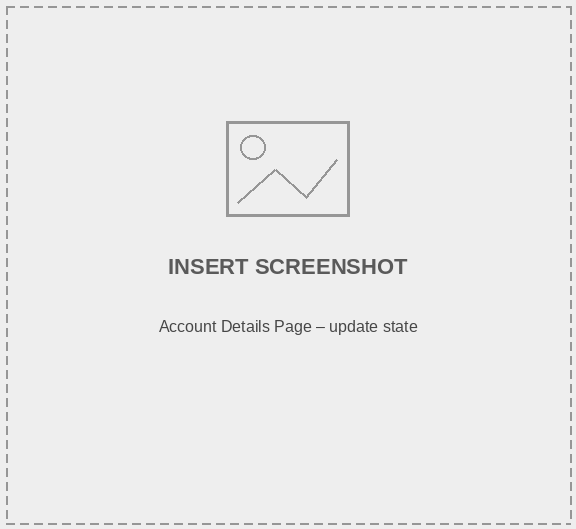 INSERT SCREENSHOT
Account Details Page – update state